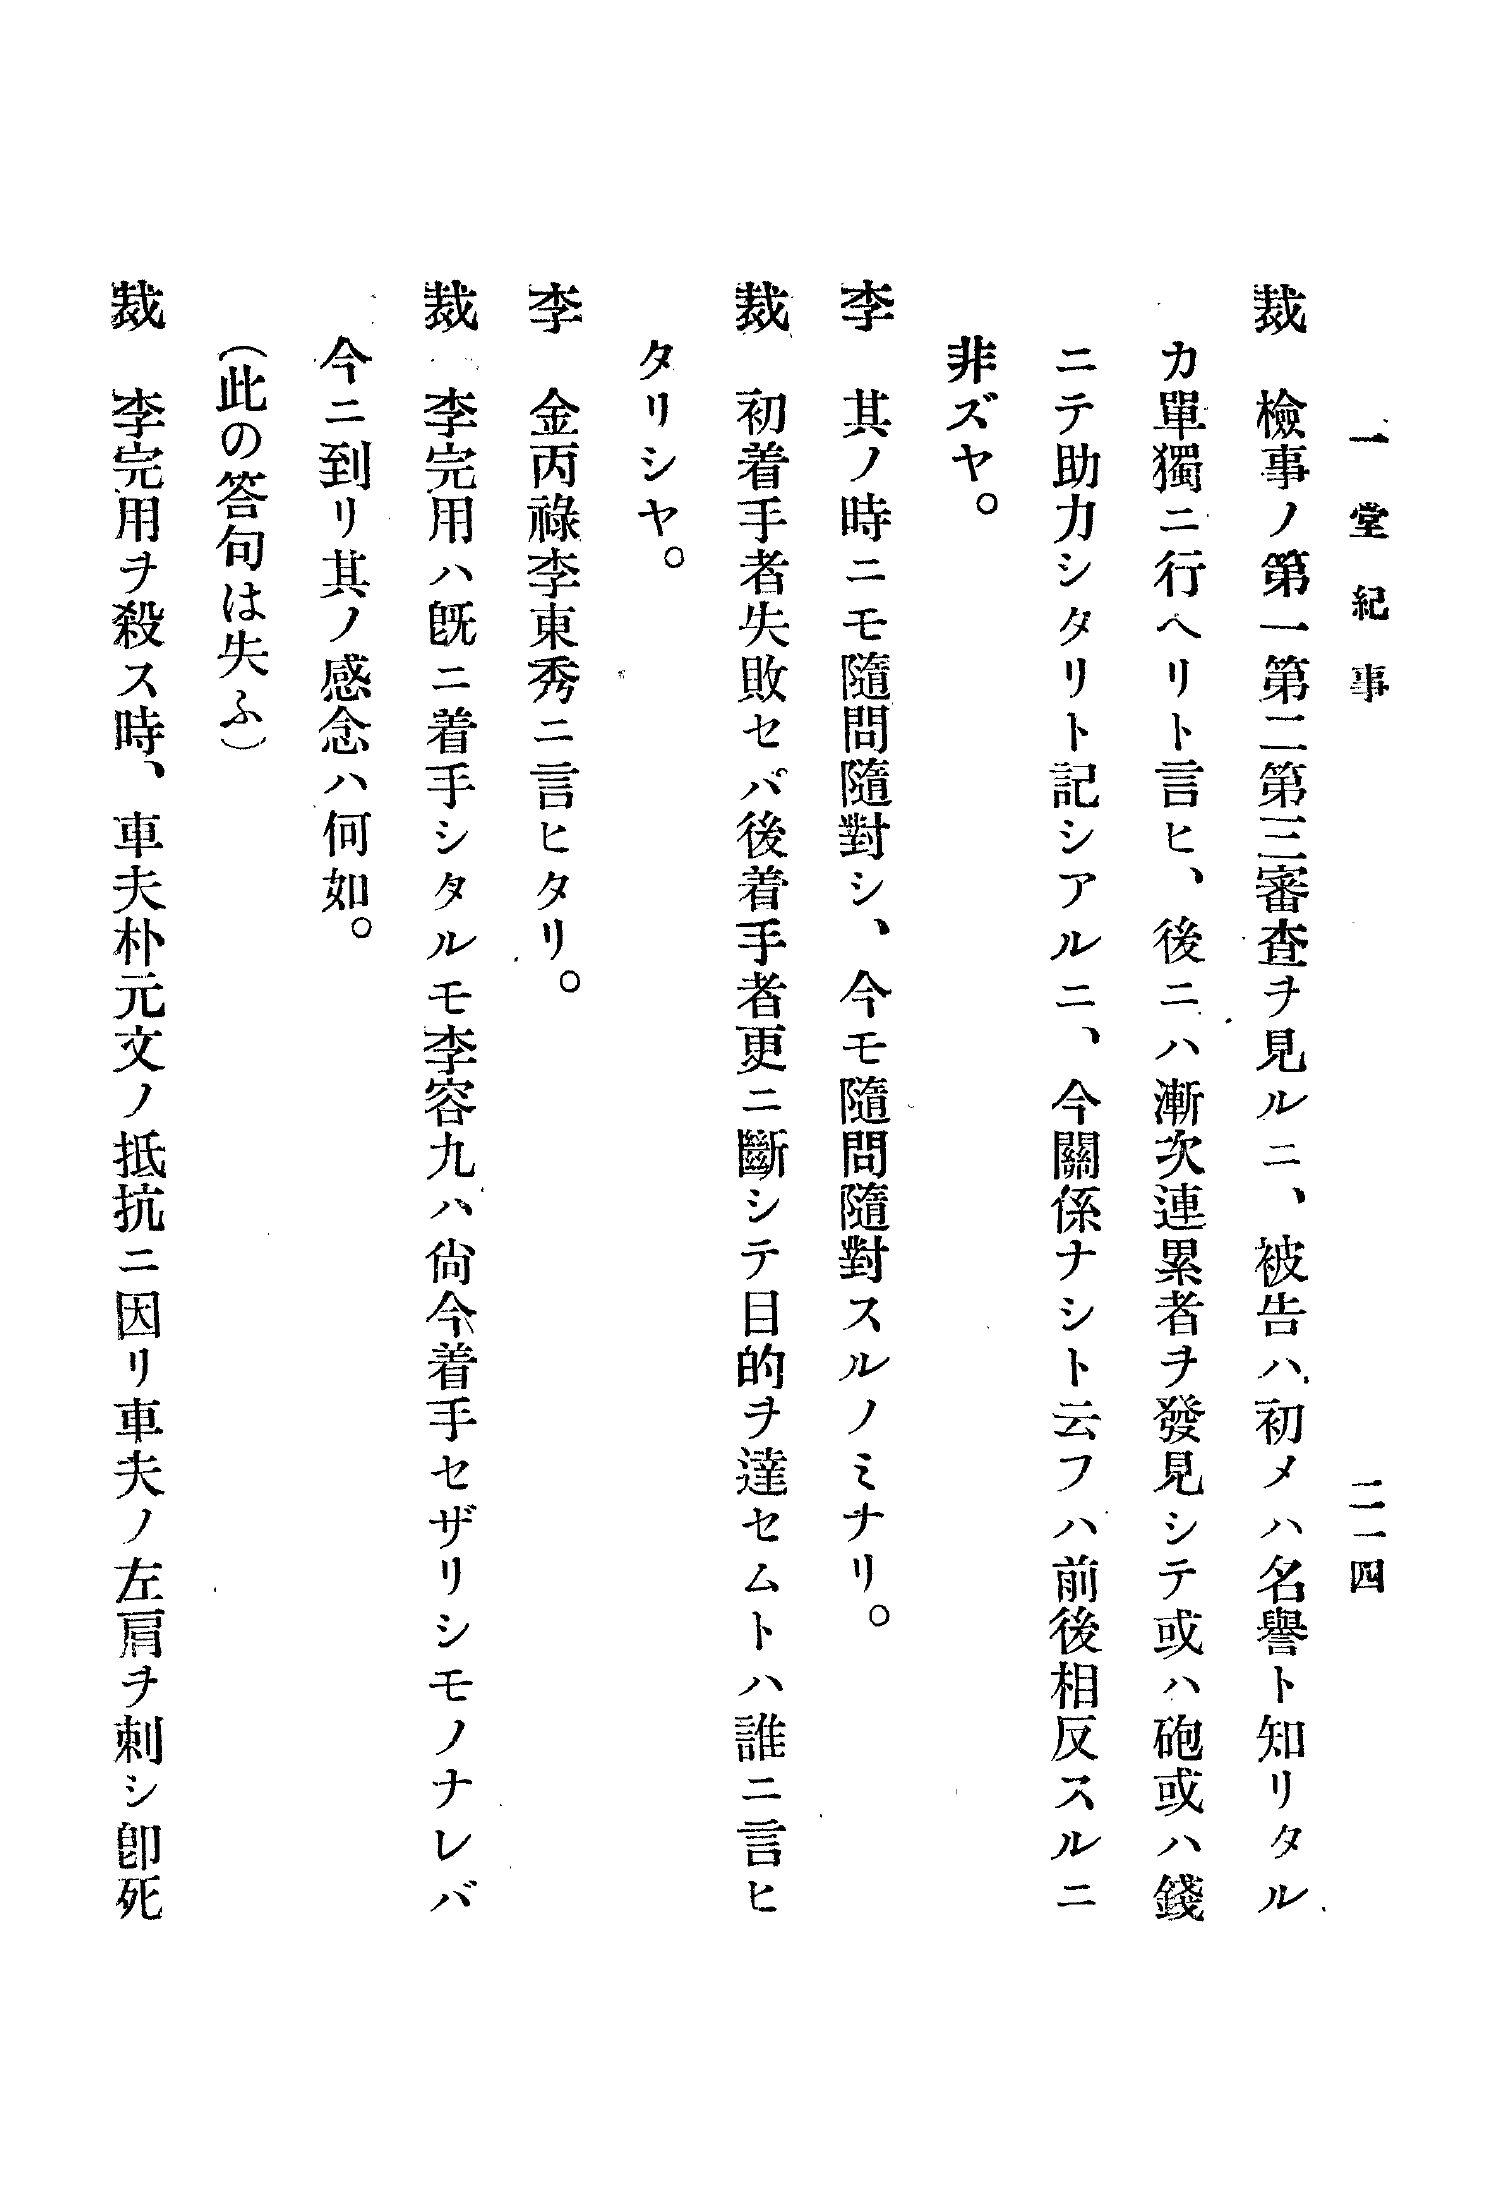 一堂紀事　二一四
裁　檢事ノ第一第二第三審査ヲ見ルニ、被告ハ初メハ名譽ト知リタル
カ單獨ニ行ヘリト言ヒ、後ニハ漸次連累者ヲ發見シテ或ハ砲或ハ錢
ニテ助力シタリト記シアルニ、今關係ナシト云フハ前後相反スルニ
非ズヤ。
李　其ノ時ニモ隨問隨對シ、今モ隨問隨對スルノミナリ。
裁　初着手者失敗セバ後着手者更ニ斷シテ目的ヲ達セムトハ誰ニ言ヒ
タリシヤ。
李　金丙祿李東秀ニ言ヒタリ。
裁　李完用ハ旣ニ着手シタルモ李容九ハ尙今着手セザリシモノナレバ
今ニ到リ其ノ感念ハ何如。
（此の答句は失ふ）
裁　李完用ヲ殺ス時、車夫朴元文ノ抵抗ニ因リ車夫ノ左肩ヲ刺シ卽死